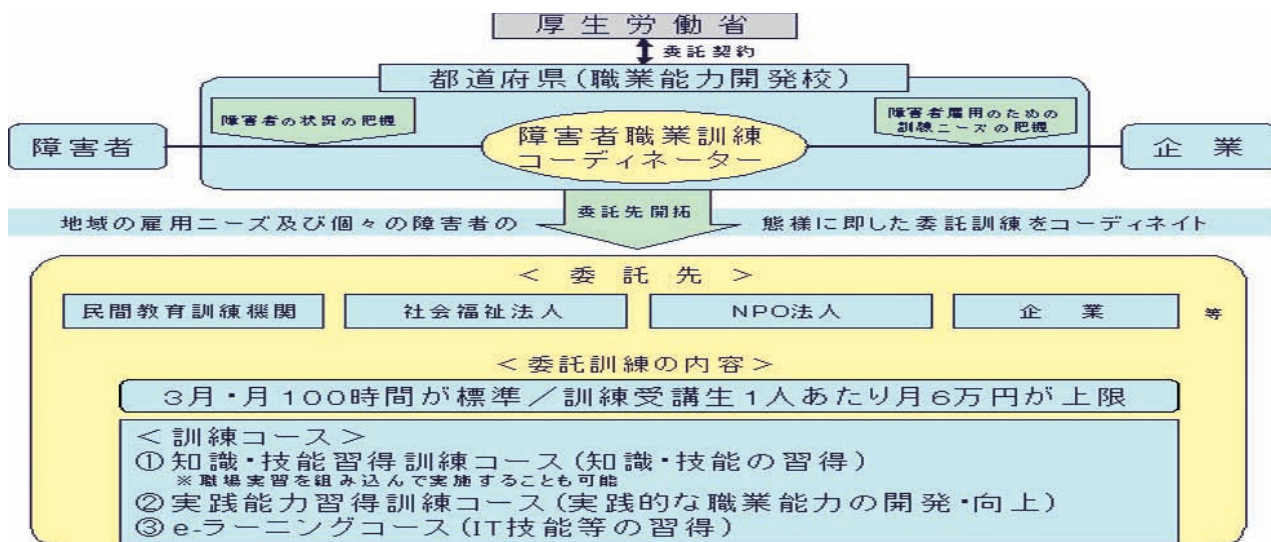 厚生労働省
委託契約
都道府県(職業能力開発校)
障害者の状況の把握
障害者雇用のための
訓練ニーズの把握
障害者
障害者職業訓練
コーディネーター
企 業
委託先開拓
地域の雇用ニーズ及び個々の障害者の
態様に即した委託訓練をコーディネイト
<委託先>
民間教育訓練機関
社会福祉法人
NPO法人
企 業
等
<委託訓練の内容>
3月・月100時間が標準/訓練受講生1人あたり月6万円が上限
<訓練コース>
①知識・技能習得訓練コース(知識・技能の習得)
※職場実習を組み込んで実施することも可能
②実践能力習得訓練コース(実践的な職業能力の開発・向上)
③e-ラーニングコース(IT技能等の習得)